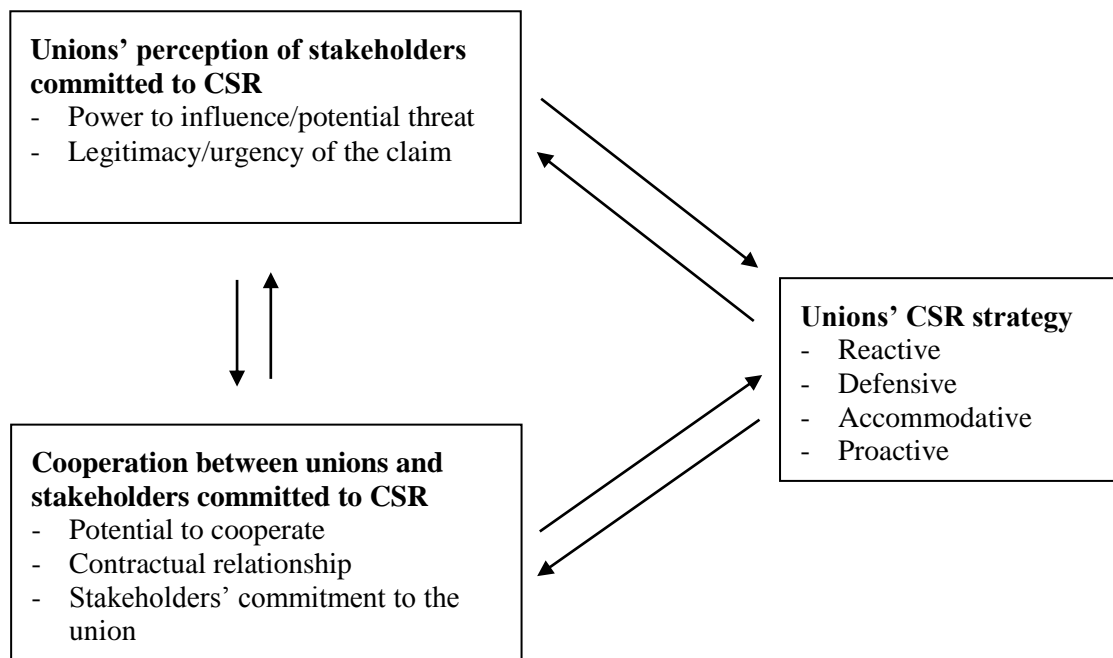 Unions’ perception of stakeholders
committed to CSR
- Power to influence/potential threat
- Legitimacy/urgency of the claim
Unions’ CSR strategy
- Reactive
- Defensive
- Accommodative
- Proactive
Cooperation between unions and
stakeholders committed to CSR
- Potential to cooperate
- Contractual relationship
- Stakeholders’ commitment to the
union